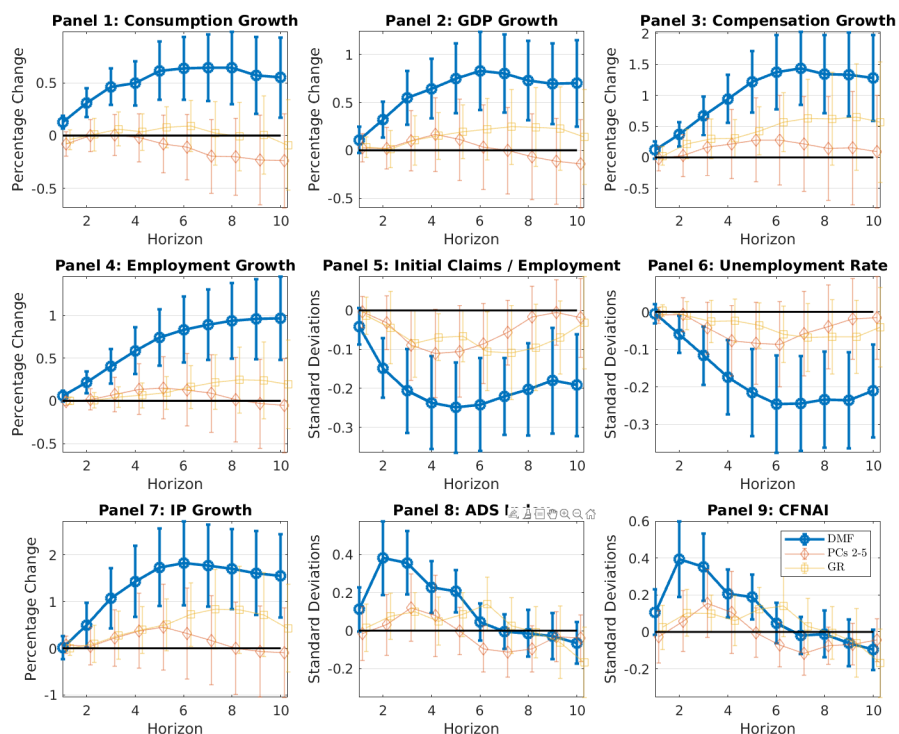 Panel 1: Consumption Growth
Percentage Change
0.5
0
-0.5
2
4
6
8
10
Horizon
Panel 2: GDP Growth
Percentage Change
1
0.5
0
-0.5
2
4
6
8
10
Horizon
Panel 3: Compensation Growth
Percentage Change
2
1.5
1
0.5
0
-0.5
2
4
6
8
10
Horizon
Panel 4: Employment Growth
Percentage Change
1
0.5
0
-0.5
2
4
6
8
10
Horizon
Panel 5: Initial Claims / Employment
Standard Deviations
0
-0.1
-0.2
-0.3
2
4
6
8
10
Horizon
Panel 6: Unemployment Rate
Standard Deviations
0
-0.1
-0.2
-0.3
2
4
6
8
10
Horizon
Panel 7: IP Growth
Percentage Change
2
1
0
-1
2
4
6
8
10
Horizon
Panel 8: ADS
Standard Deviations
0.4
0.2
0
-0.2
2
4
6
8
10
Horizon
Panel 9: CFNAI
Standard Deviations
0.6
0.4
0.2
0
-0.2
2
4
6
8
10
Horizon
DMF
PCs 2-5
GR